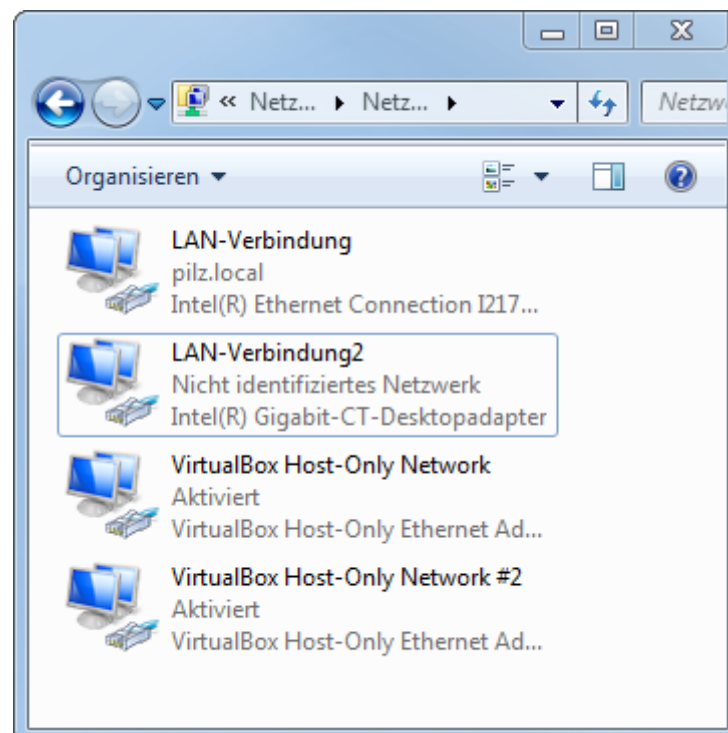 « Netz... ▸ Netz... ▸
Netzw
Organisieren
LAN-Verbindung
pilz.local
Intel(R) Ethernet Connection I217...
LAN-Verbindung2
Nicht identifiziertes Netzwerk
Intel(R) Gigabit-CT-Desktopadapter
VirtualBox Host-Only Network
Aktiviert
VirtualBox Host-Only Ethernet Ad...
VirtualBox Host-Only Network #2
Aktiviert
VirtualBox Host-Only Ethernet Ad...